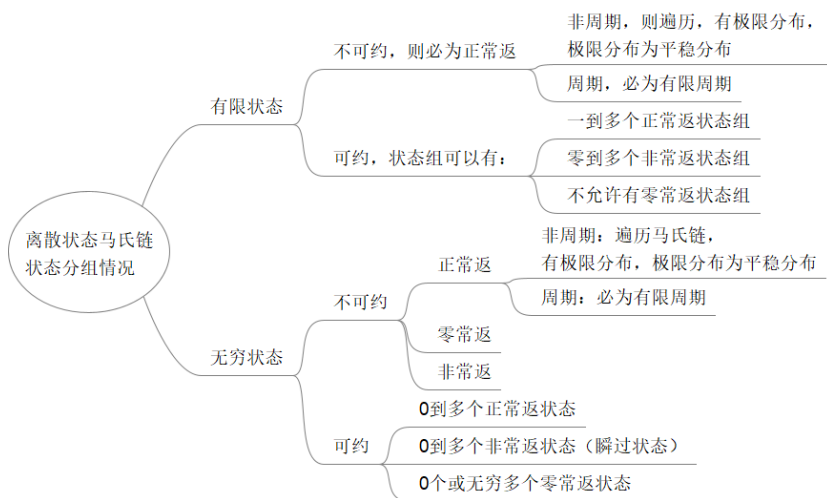 离散状态马氏链
状态分组情况
有限状态
不可约，则必为正常返
非周期，则遍历，有极限分布，
极限分布为平稳分布
周期，必为有限周期
可约，状态组可以有：
一到多个正常返状态组
零到多个非常返状态组
不允许有零常返状态组
无穷状态
不可约
正常返
非周期：遍历马氏链，
有极限分布，极限分布为平稳分布
周期：必为有限周期
零常返
非常返
可约
0到多个正常返状态
0到多个非常返状态（瞬过状态）
0个或无穷多个零常返状态